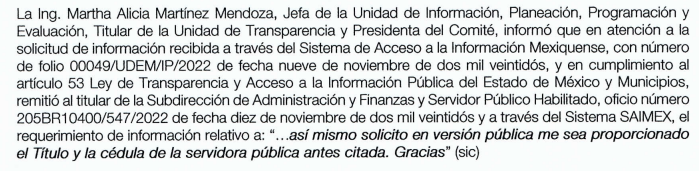 La Ing. Martha Alicia Martínez Mendoza, Jefa de la Unidad de Información, Planeación, Programación y
Evaluación, Titular de la Unidad de Transparencia y Presidenta del Comité, informó que en atención a la
solicitud de información recibida a través del Sistema de Acceso a la Información Mexiquense, con número
de folio 00049/UDEM/IP/2022 de fecha nueve de noviembre de dos mil veintidós, y en cumplimiento al
artículo 53 Ley de Transparencia y Acceso a la Información Pública del Estado de México y Municipios,
remitió al titular de la Subdirección de Administración y Finanzas y Servidor Público Habilitado, oficio número
205BR10400/547/2022 de fecha diez de noviembre de dos mil veintidós y a través del Sistema SAIMEX, el
requerimiento de información relativo a: “...así mismo solicito en versión pública me sea proporcionado
el Título y la cédula de la servidora pública antes citada. Gracias” (sic)